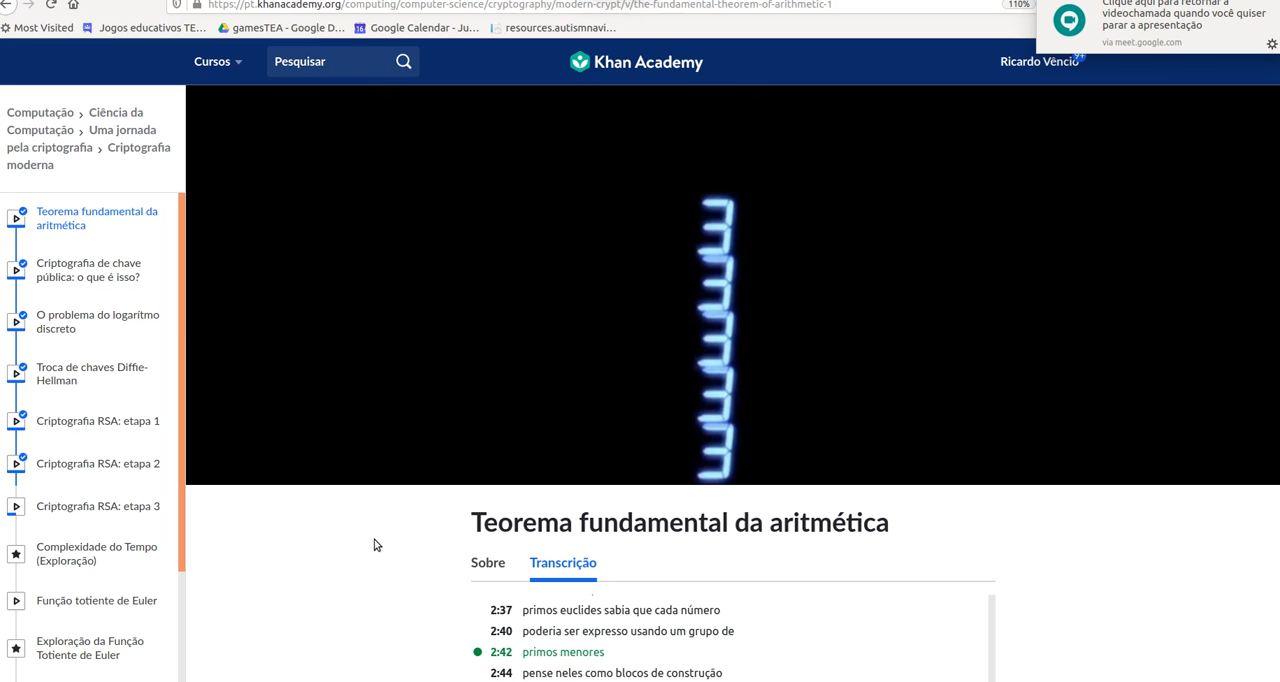 https://pt.khanacademy.org/computing/computer-science/cryptography/modern-crypt/v/the-fundamental-theorem-of-arithmetic-1
110%
Clique aqui para retornar à
videochamada quando você quiser
parar a apresentação
via meet.google.com
Most Visited
Jogos educativos TE...
gamesTEA - Google D...
Google Calendar - Ju...
resources.autismnavi...
Cursos
Pesquisar
Khan Academy
Ricardo Vêncio
9+
Computação > Ciência da
Computação > Uma jornada
pela criptografia > Criptografia
moderna
Teorema fundamental da
aritmética
Criptografia de chave
pública: o que é isso?
O problema do logarítmo
discreto
Troca de chaves Diffie-
Hellman
Criptografia RSA: etapa 1
Criptografia RSA: etapa 2
Criptografia RSA: etapa 3
Complexidade do Tempo
(Exploração)
Função totiente de Euler
Exploração da Função
Totiente de Euler
3
3
3
3
3
Teorema fundamental da aritmética
Sobre
Transcrição
2:37 primos euclides sabia que cada número
2:40 poderia ser expresso usando um grupo de
2:42 primos menores
2:44 pense neles como blocos de construção